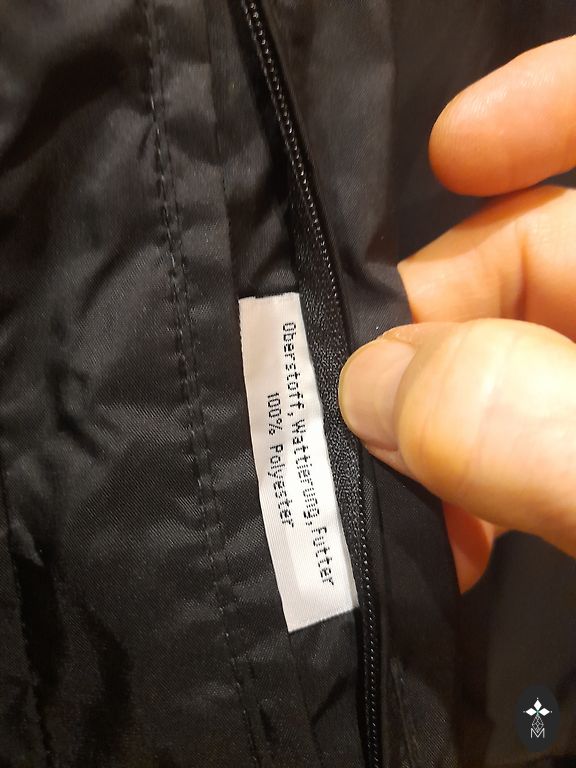 Oberstoff, Wattierung, Futter
100% Polyester